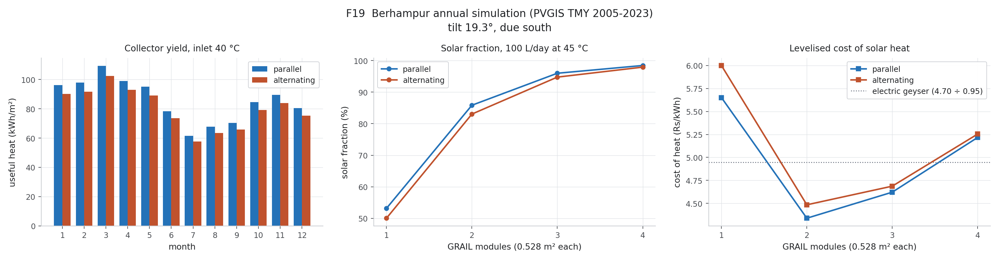 F19  Berhampur annual simulation (PVGIS TMY 2005-2023)
tilt 19.3°, due south
Collector yield, inlet 40 °C
useful heat (kWh/m²)
100
80
60
40
20
0
parallel
alternating
1 2 3 4 5 6 7 8 9 10 11 12
month
Solar fraction, 100 L/day at 45 °C
solar fraction (%)
100
90
80
70
60
50
parallel
alternating
1 2 3 4
GRAIL modules (0.528 m² each)
Levelised cost of solar heat
cost of heat (Rs/kWh)
6.00
5.75
5.50
5.25
5.00
4.75
4.50
parallel
alternating
electric geyser (4.70 ÷ 0.95)
1 2 3 4
GRAIL modules (0.528 m² each)